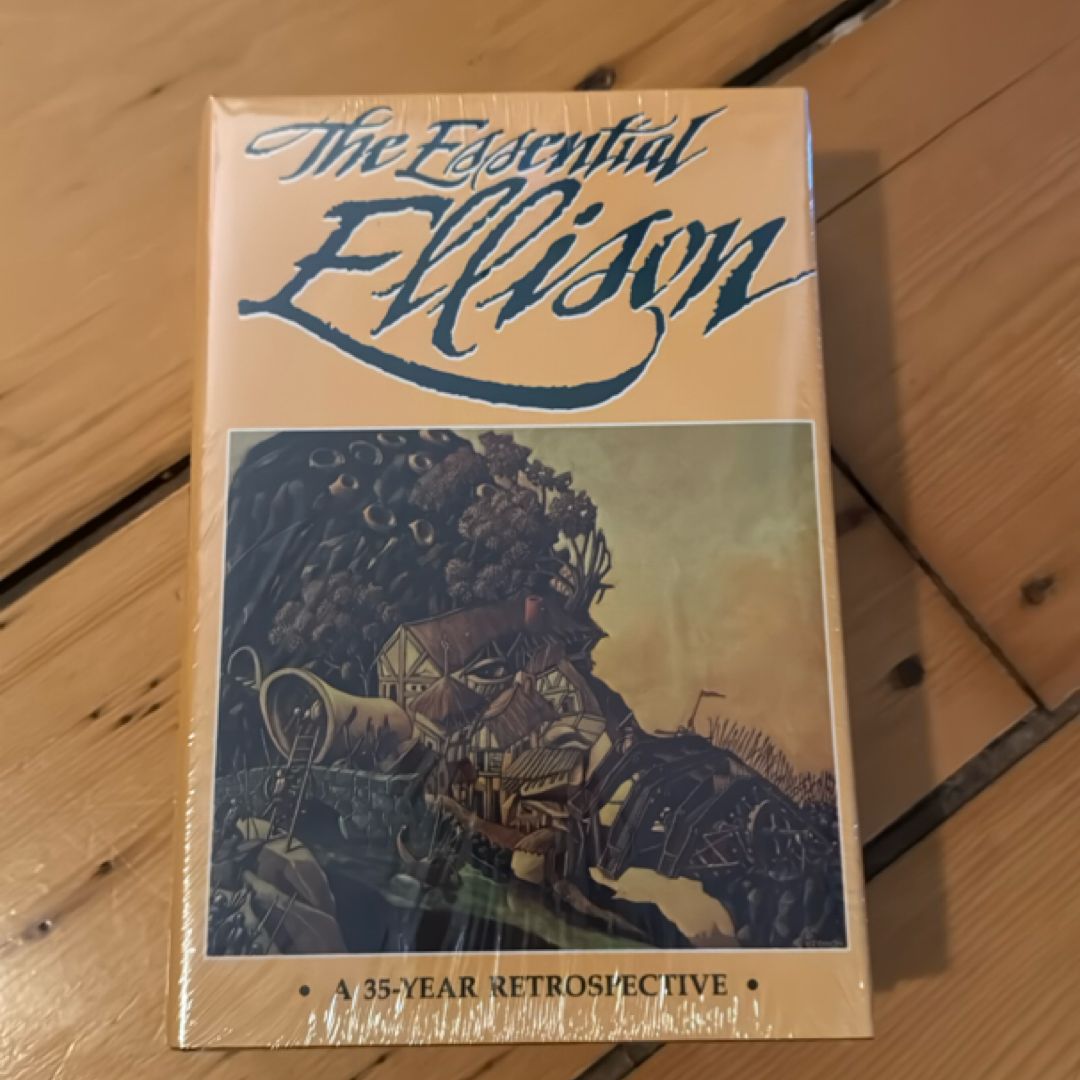 The Essential
Ellison
• A 35-YEAR RETROSPECTIVE •